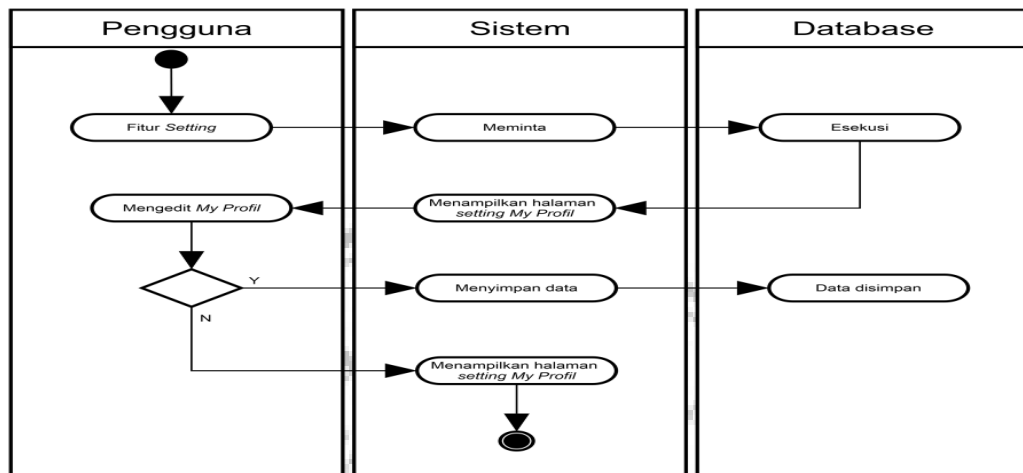 Pengguna
Sistem
Database
Fitur Setting
Meminta
Esekusi
Mengedit My Profil
Menampilkan halaman
setting My Profil
Y
Menyimpan data
Data disimpan
N
Menampilkan halaman
setting My Profil